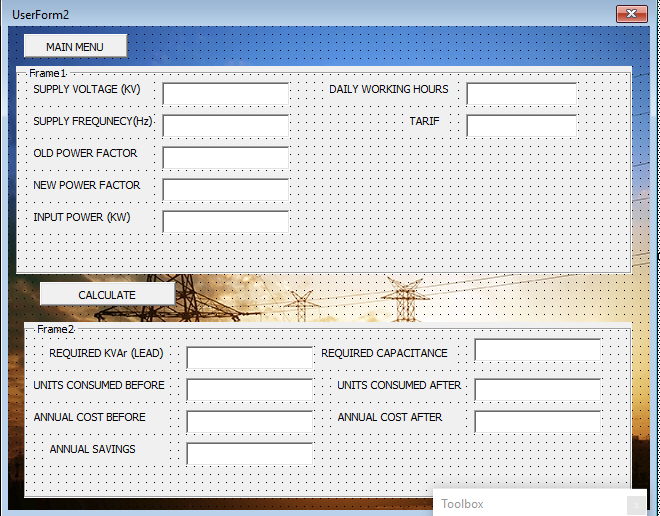 UserForm2
MAIN MENU
Frame1
SUPPLY VOLTAGE (KV)
DAILY WORKING HOURS
SUPPLY FREQUNECY(Hz)
TARIF
OLD POWER FACTOR
NEW POWER FACTOR
INPUT POWER (KW)
CALCULATE
Frame2
REQUIRED KVAr (LEAD)
REQUIRED CAPACITANCE
UNITS CONSUMED BEFORE
UNITS CONSUMED AFTER
ANNUAL COST BEFORE
ANNUAL COST AFTER
ANNUAL SAVINGS
Toolbox